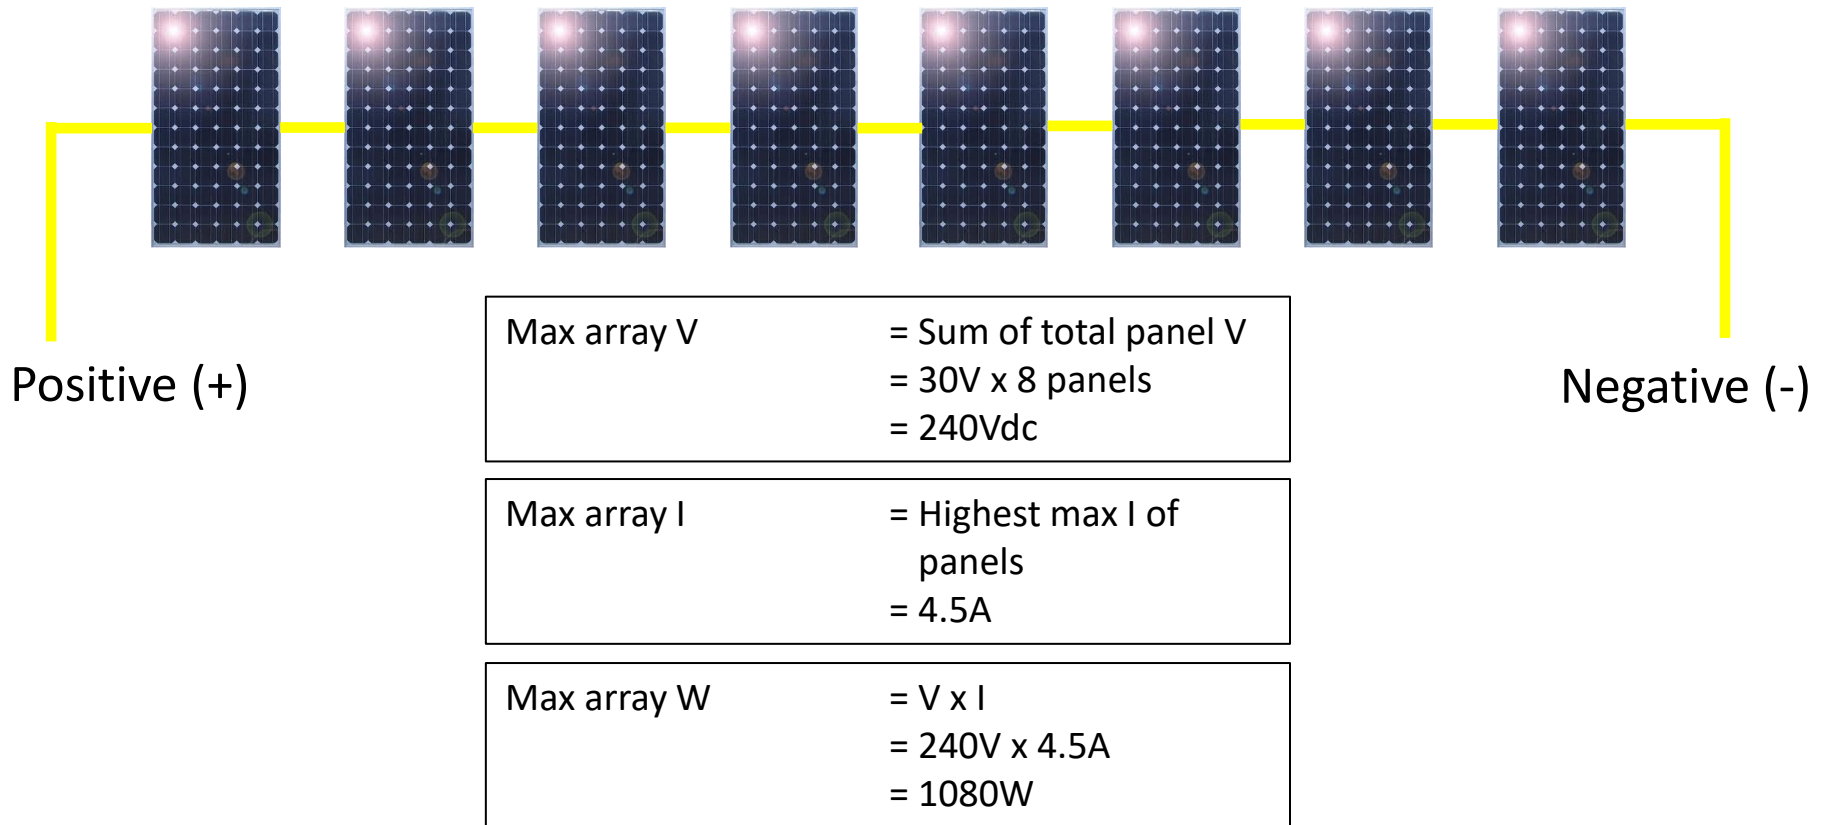 Positive (+)
Negative (-)
Max array V = Sum of total panel V
= 30V x 8 panels
= 240Vdc
Max array I = Highest max I of
panels
= 4.5A
Max array W = V x I
= 240V x 4.5A
= 1080W